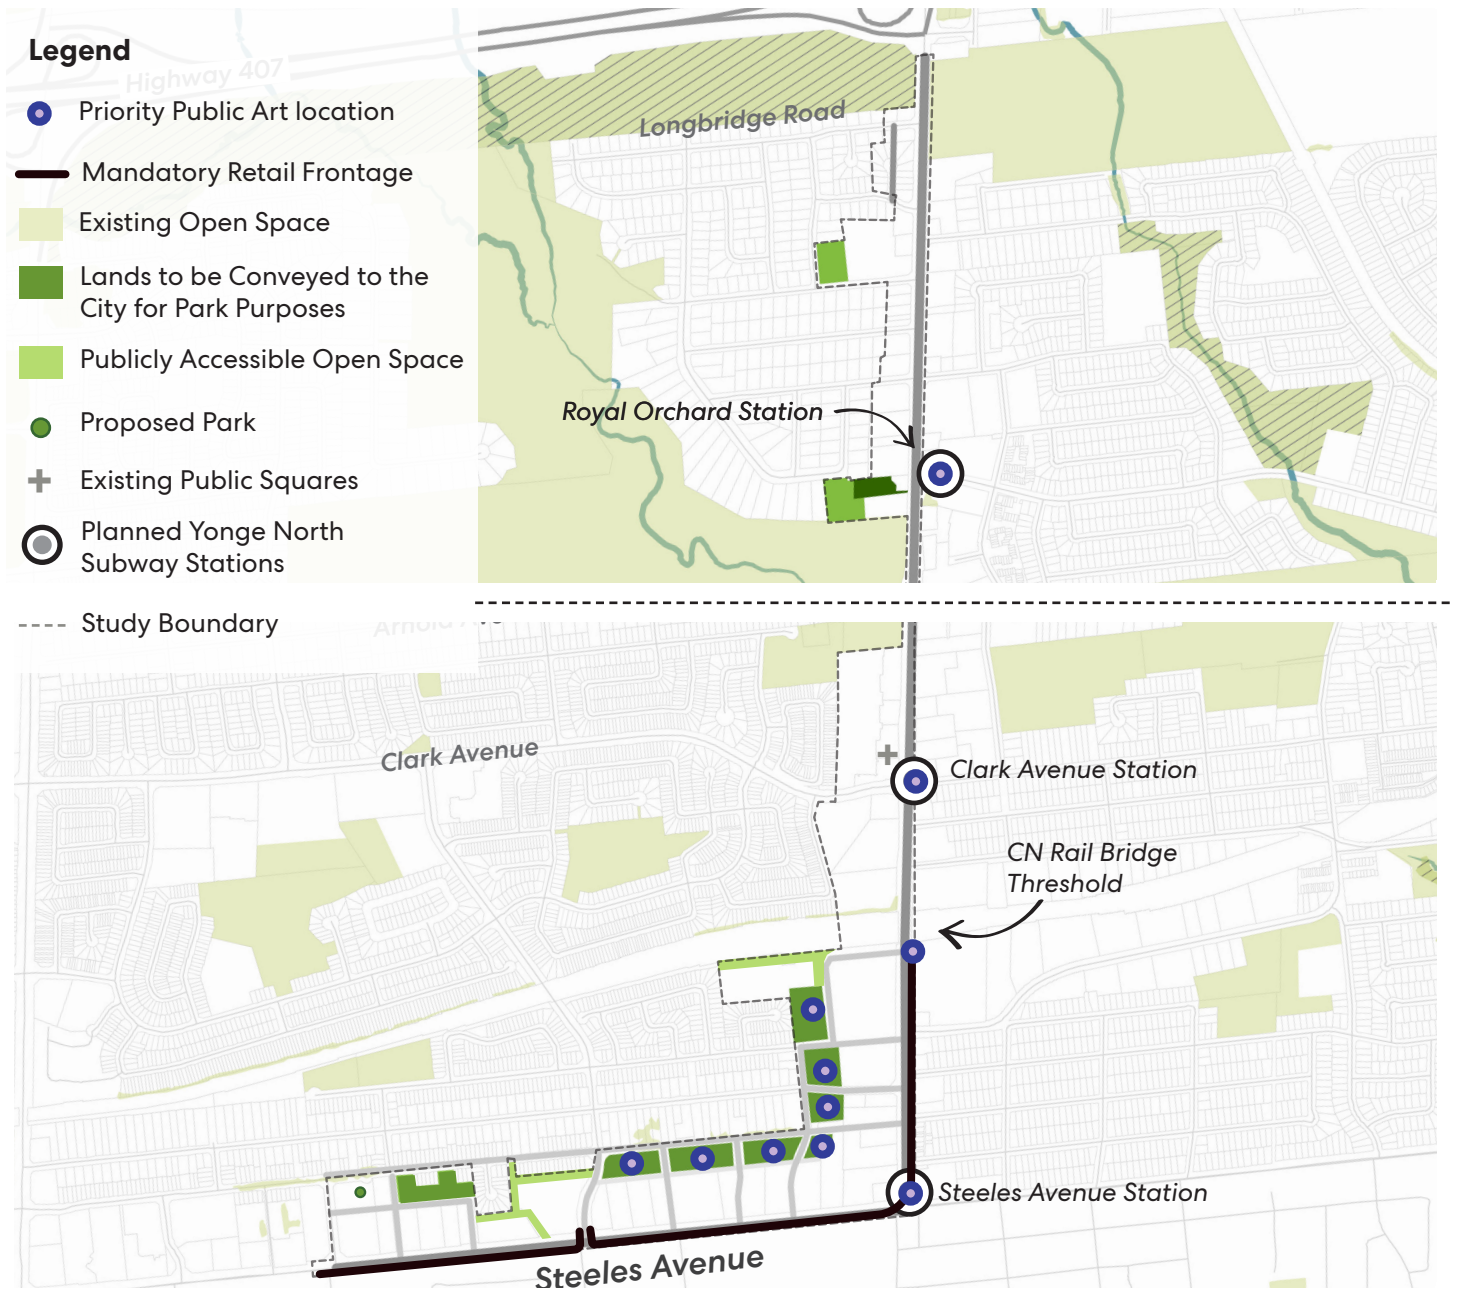 Legend
Highway 407
Priority Public Art location
Mandatory Retail Frontage
Existing Open Space
Lands to be Conveyed to the
City for Park Purposes
Publicly Accessible Open Space
Proposed Park
Existing Public Squares
Planned Yonge North
Subway Stations
Study Boundary
Longbridge Road
Royal Orchard Station
Clark Avenue
Clark Avenue Station
CN Rail Bridge
Threshold
Steeles Avenue Station
Steeles Avenue